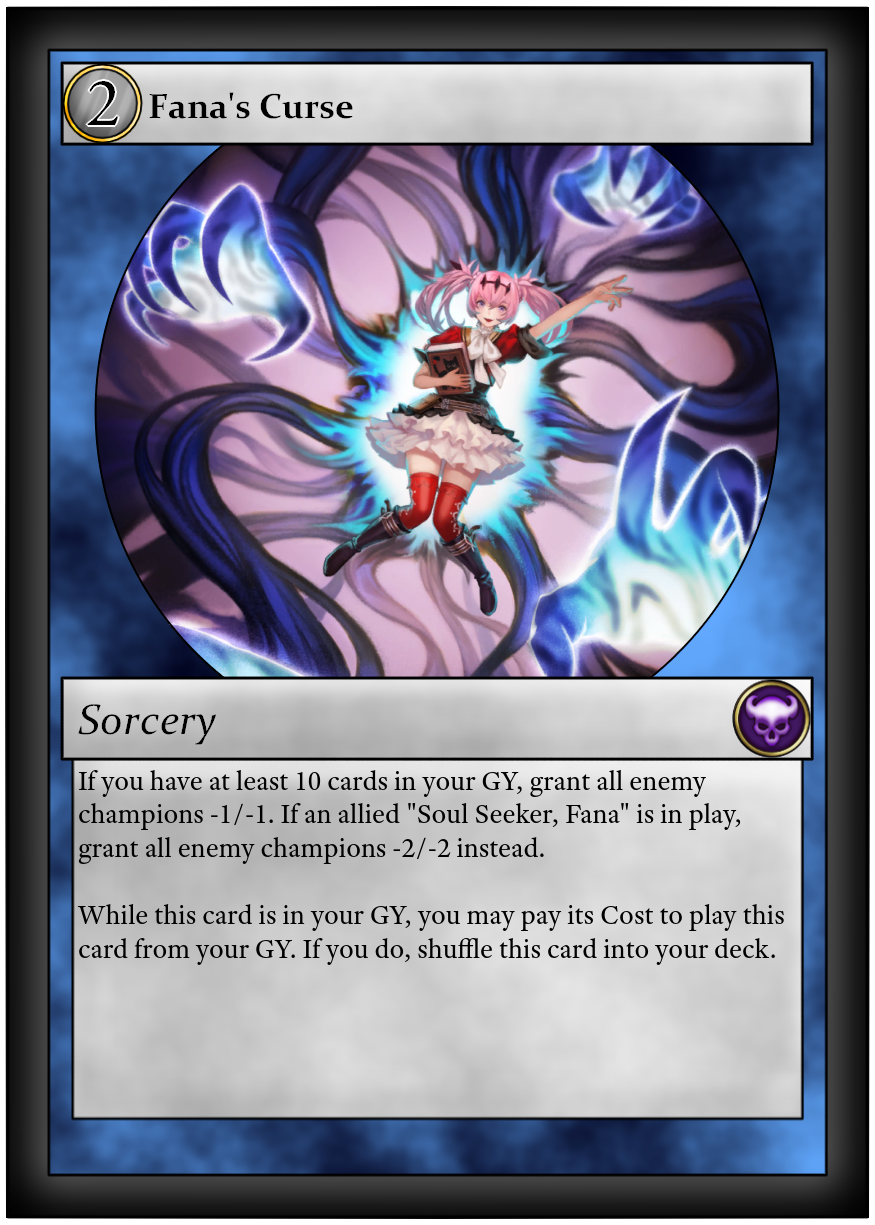 2 Fana's Curse
Sorcery
If you have at least 10 cards in your GY, grant all enemy
champions -1/-1. If an allied "Soul Seeker, Fana" is in play,
grant all enemy champions -2/-2 instead.
While this card is in your GY, you may pay its Cost to play this
card from your GY. If you do, shuffle this card into your deck.